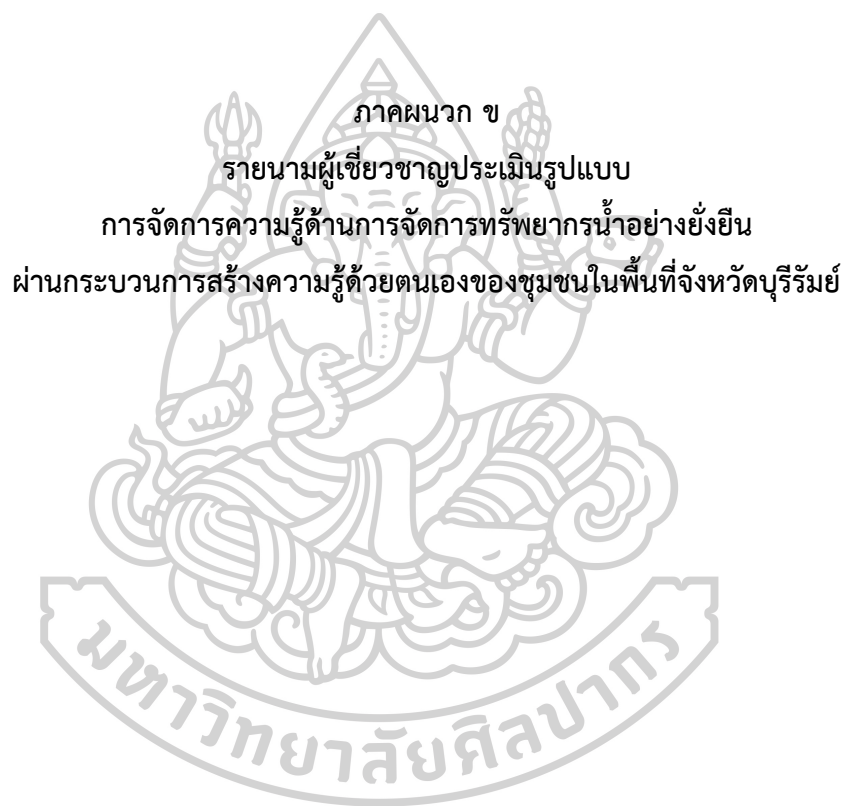 ภาคผนวก ข
รายนามผู้เชี่ยวชาญประเมินรูปแบบ
การจัดการความรู้ด้านการจัดการทรัพยากรน้ำอย่างยั่งยืน
ผ่านกระบวนการสร้างความรู้ด้วยตนเองของชุมชนในพื้นที่จังหวัดบุรีรัมย์
มหาวิทยาลัยศิลปากร